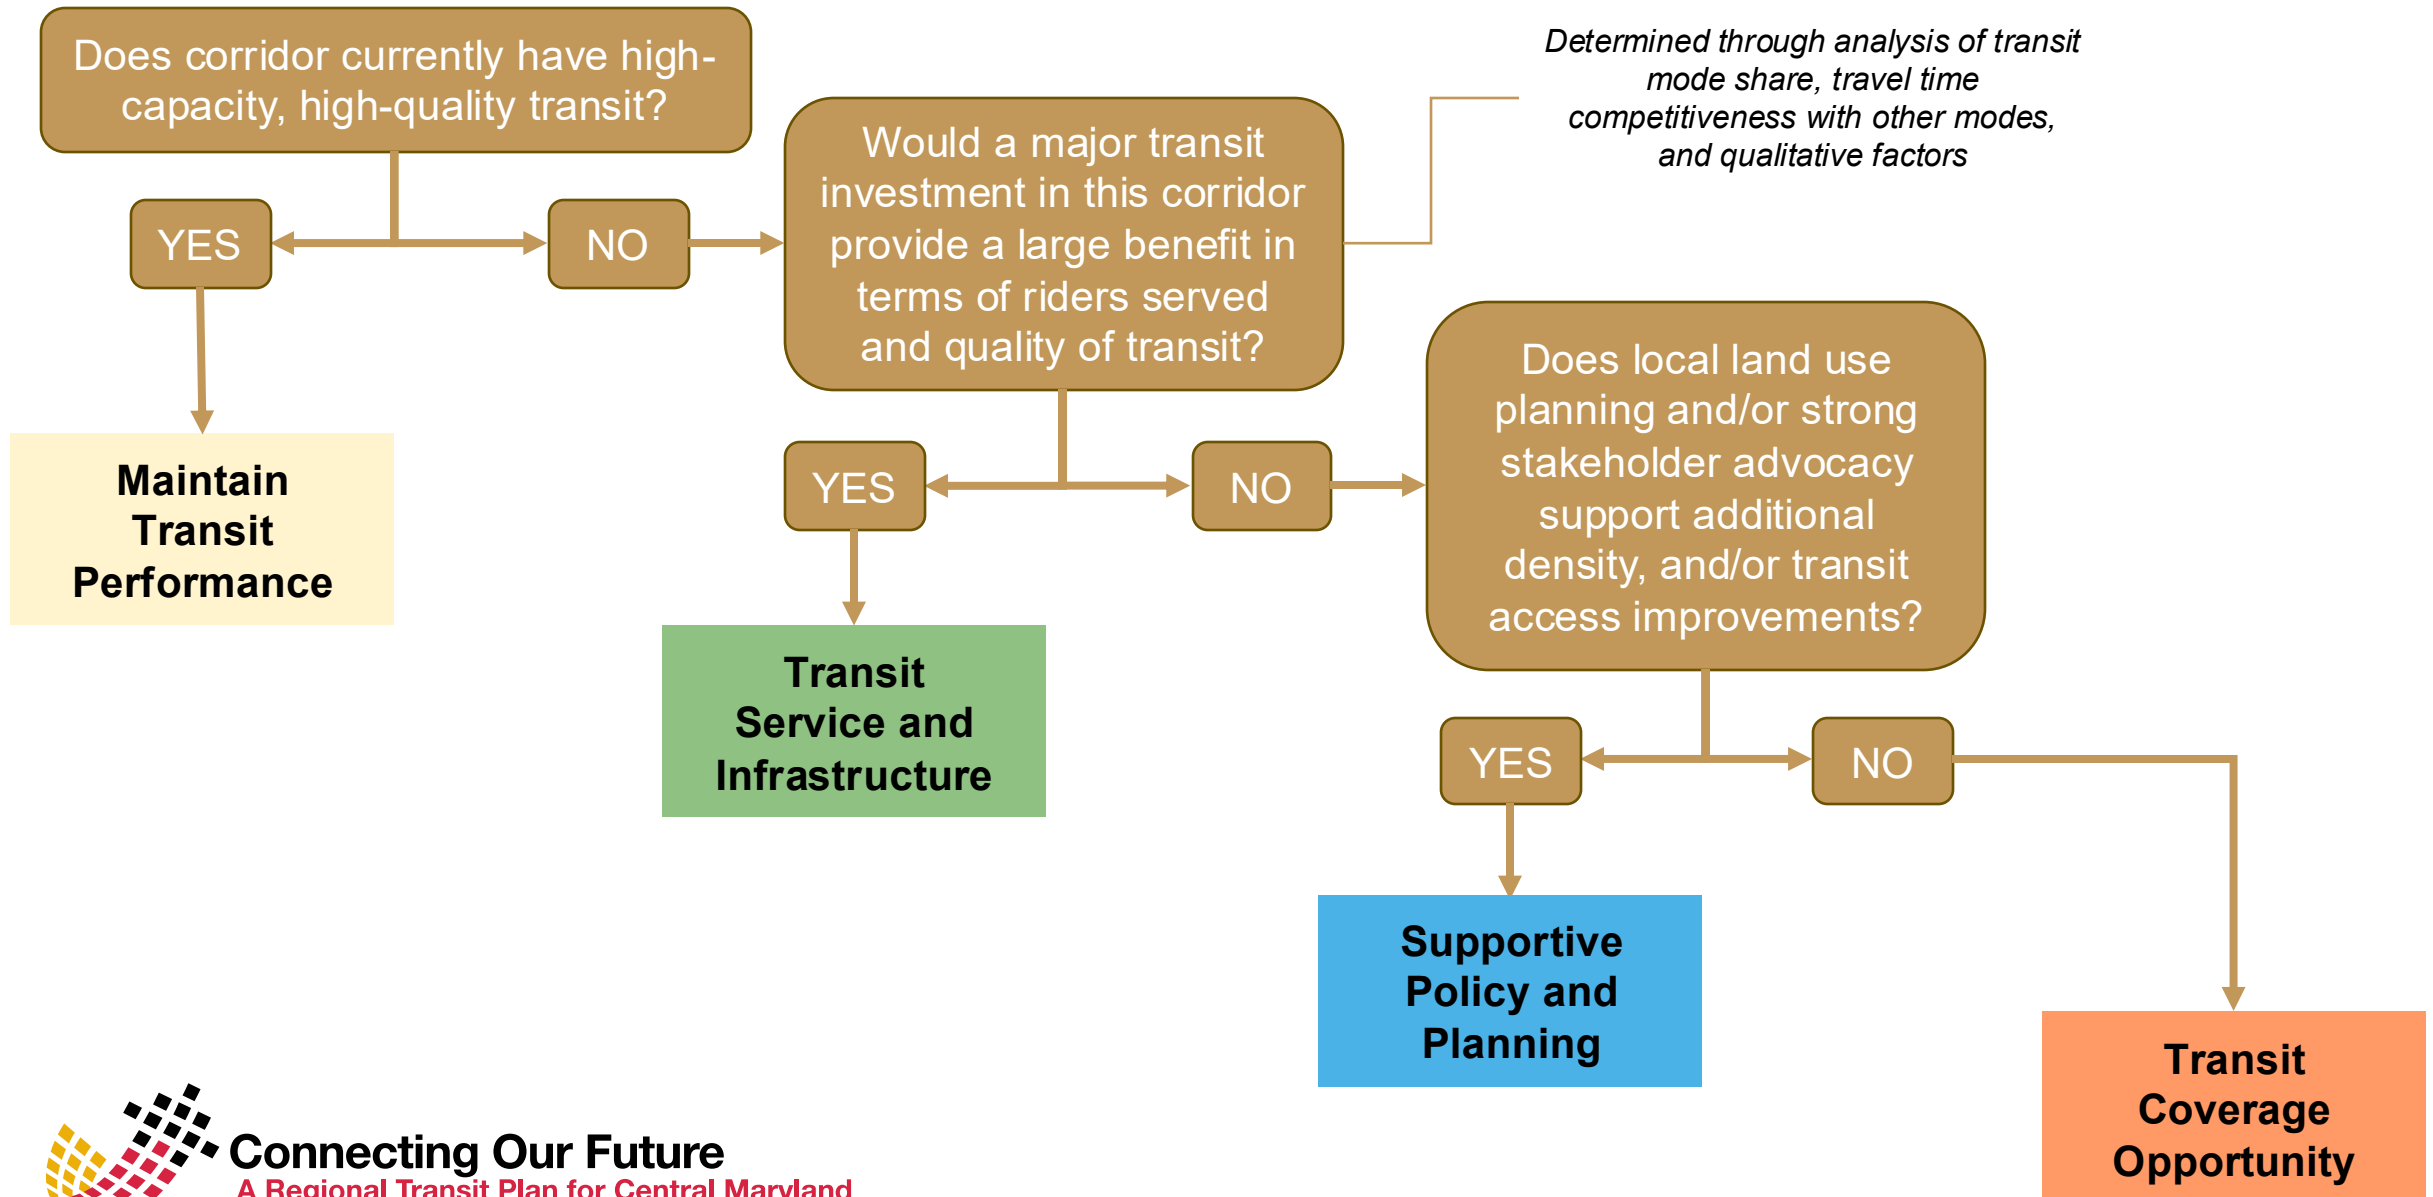 Does corridor currently have high-
capacity, high-quality transit?
Determined through analysis of transit
mode share, travel time
competitiveness with other modes,
and qualitative factors
Would a major transit
investment in this corridor
provide a large benefit in
terms of riders served
and quality of transit?
YES
NO
Does local land use
planning and/or strong
stakeholder advocacy
support additional
density, and/or transit
access improvements?
Maintain
Transit
Performance
YES
NO
Transit
Service and
Infrastructure
YES
NO
Supportive
Policy and
Planning
Transit
Coverage
Opportunity
Connecting Our Future
A Regional Transit Plan for Central Maryland